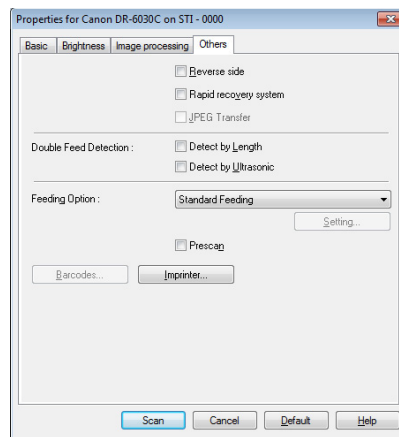 Properties for Canon DR-6030C on STI - 0000
Basic Brightness Image processing Others
Reverse side
Rapid recovery system
JPEG Transfer
Double Feed Detection : Detect by Length
Detect by Ultrasonic
Feeding Option : Standard Feeding
Setting...
Prescan
Barcodes... Imprinter...
Scan Cancel Default Help